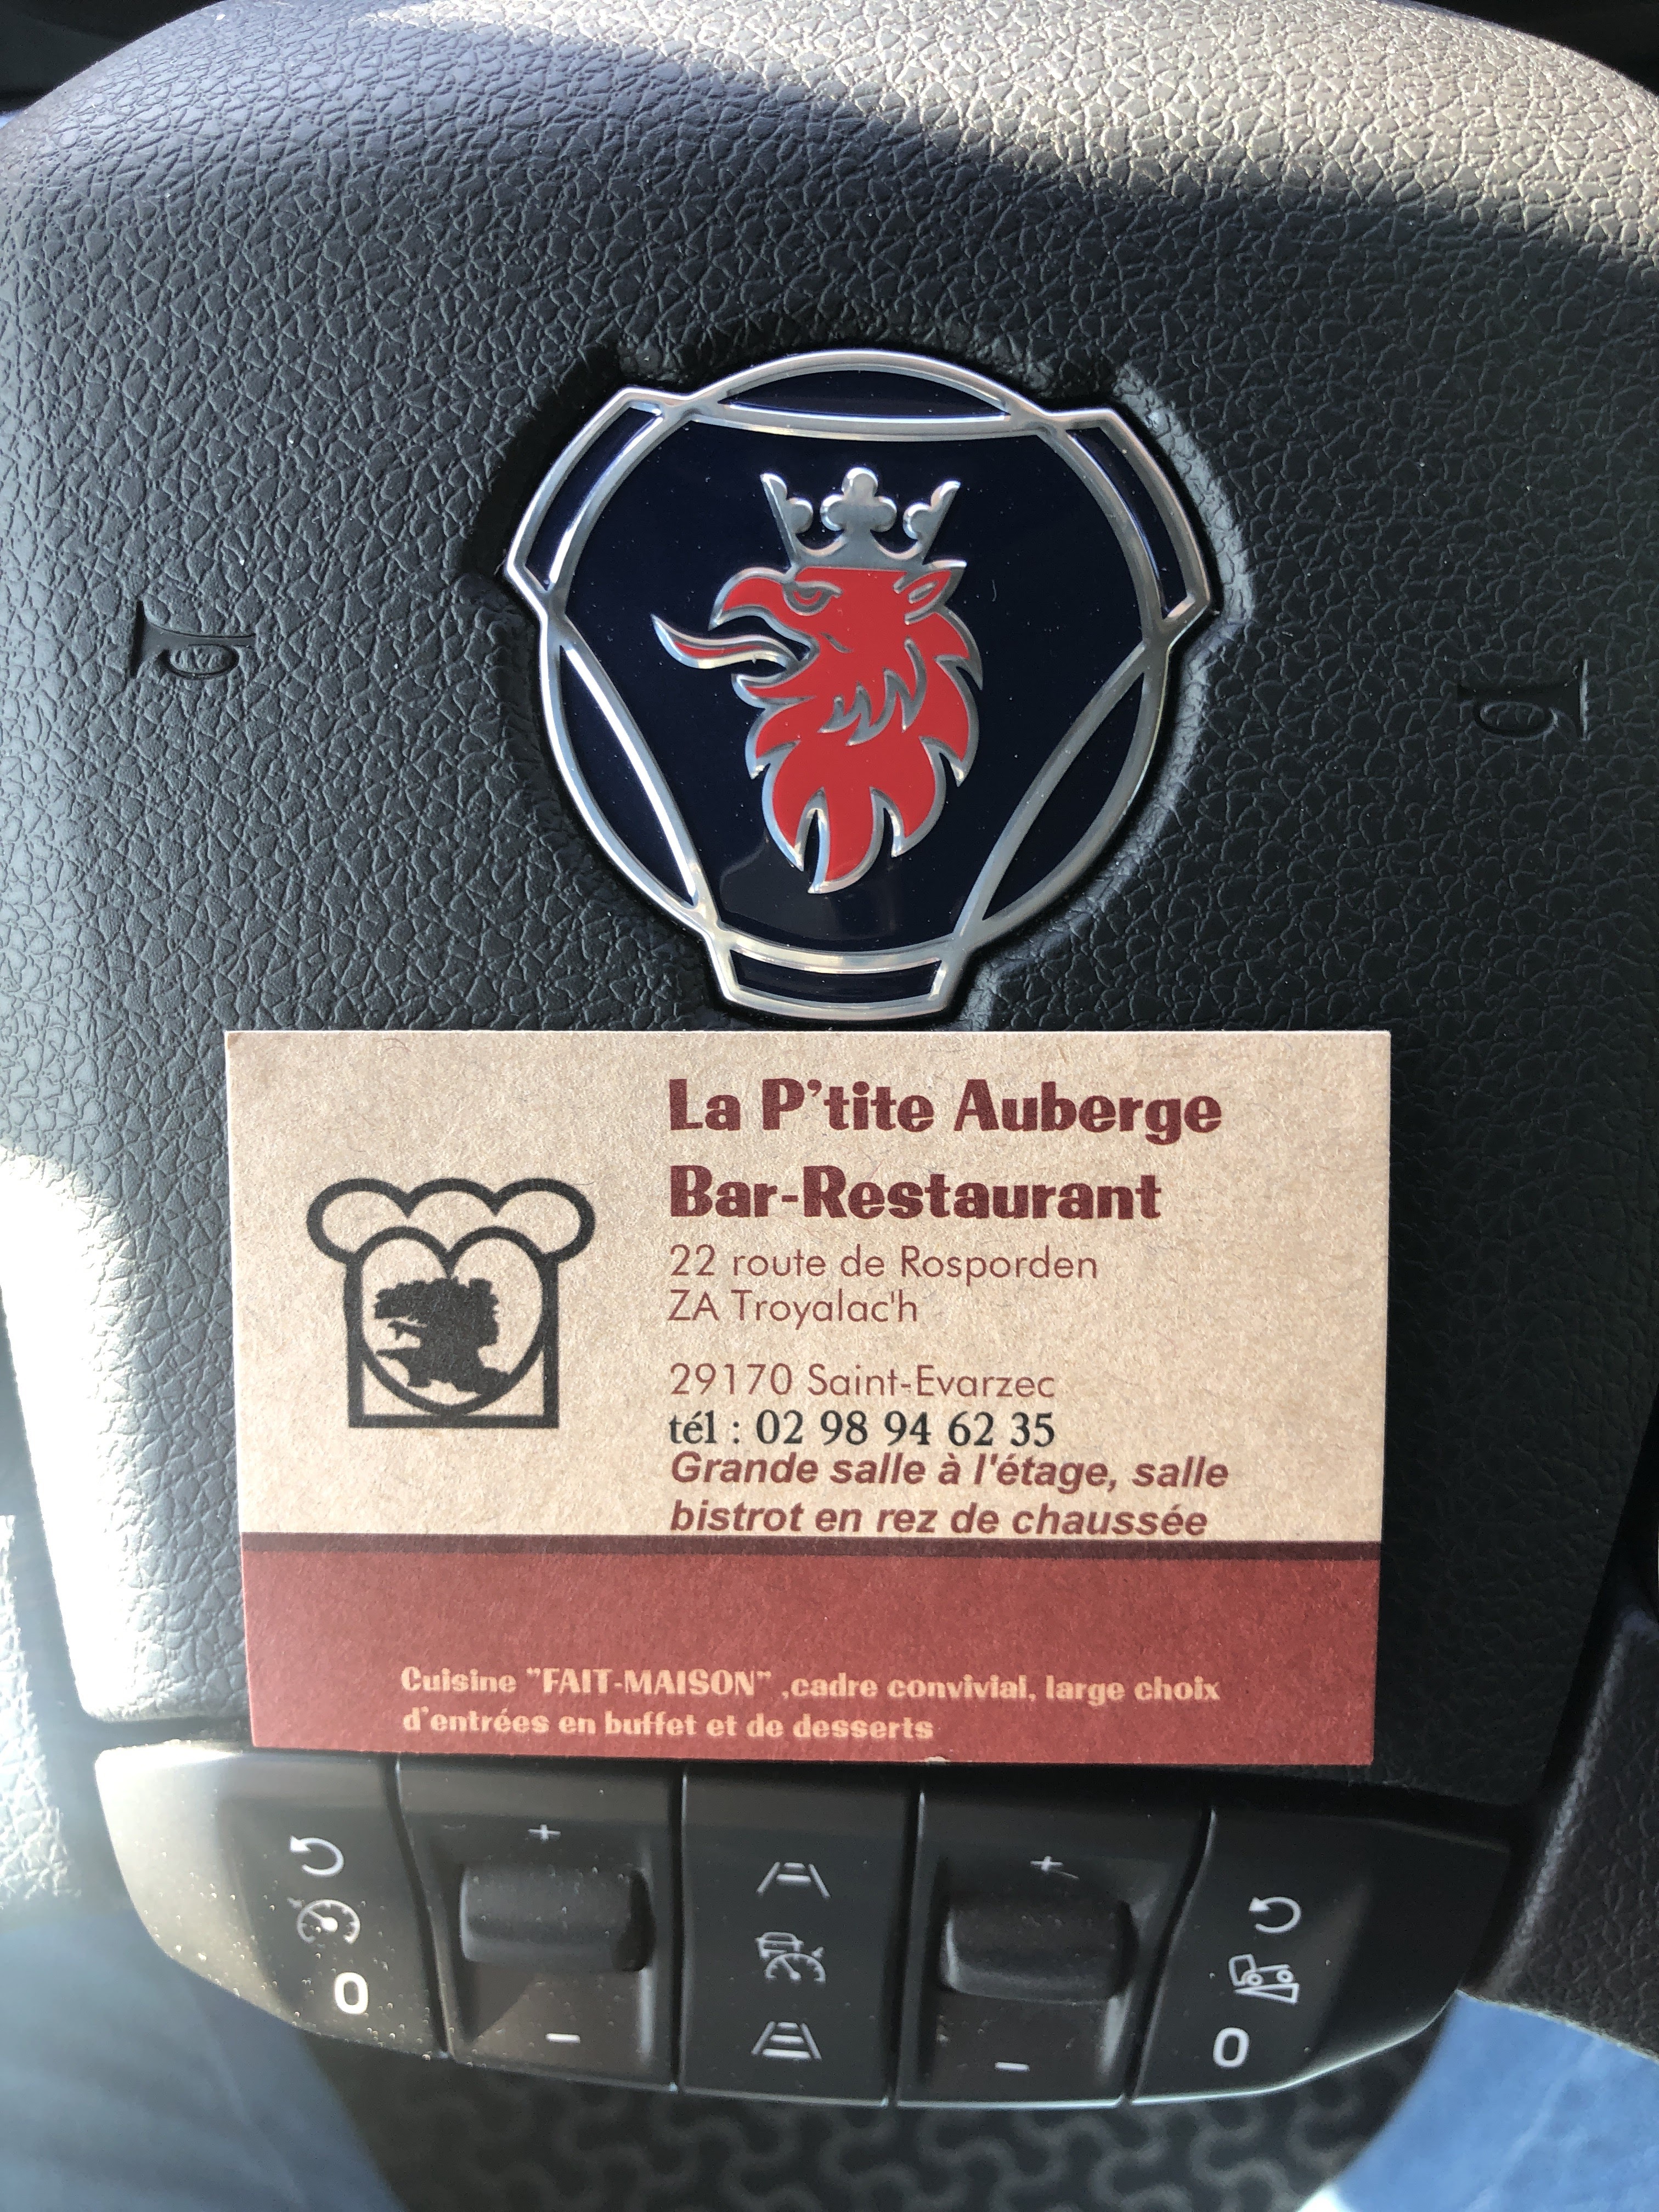 La P'tite Auberge
Bar-Restaurant
22 route de Rosporden
ZA Troyalac'h
29170 Saint-Evarzec
tél : 02 98 94 62 35
Grande salle à l'étage, salle
bistrot en rez de chaussée
Cuisine "FAIT-MAISON" ,cadre convivial, large choix
d'entrées en buffet et de desserts
+
+
0
−
−
0